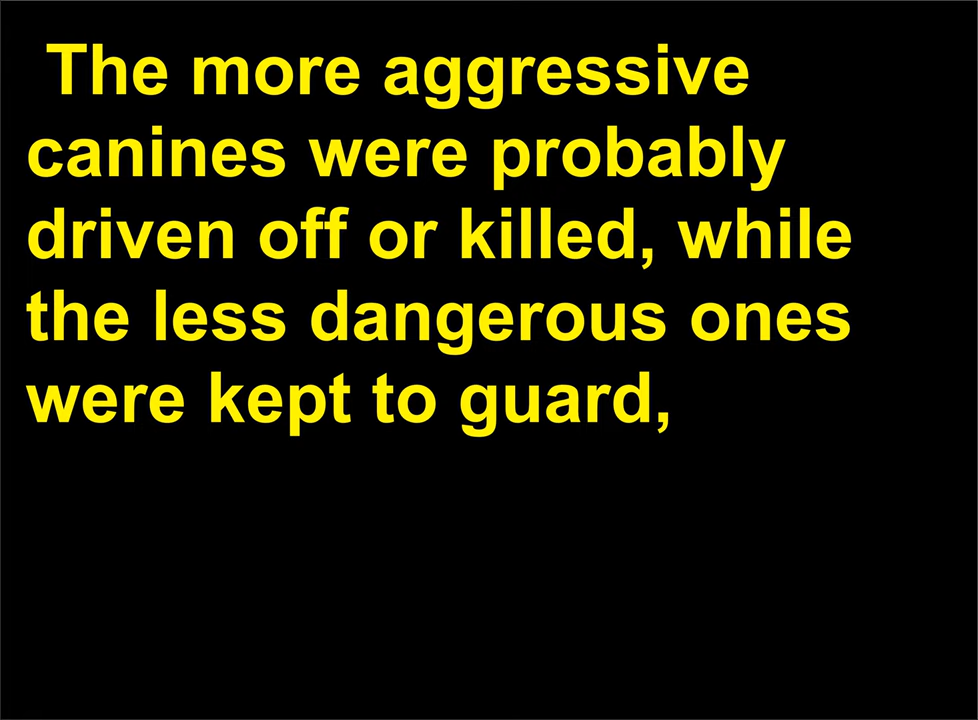 The more aggressive
canines were probably
driven off or killed, while
the less dangerous ones
were kept to guard,